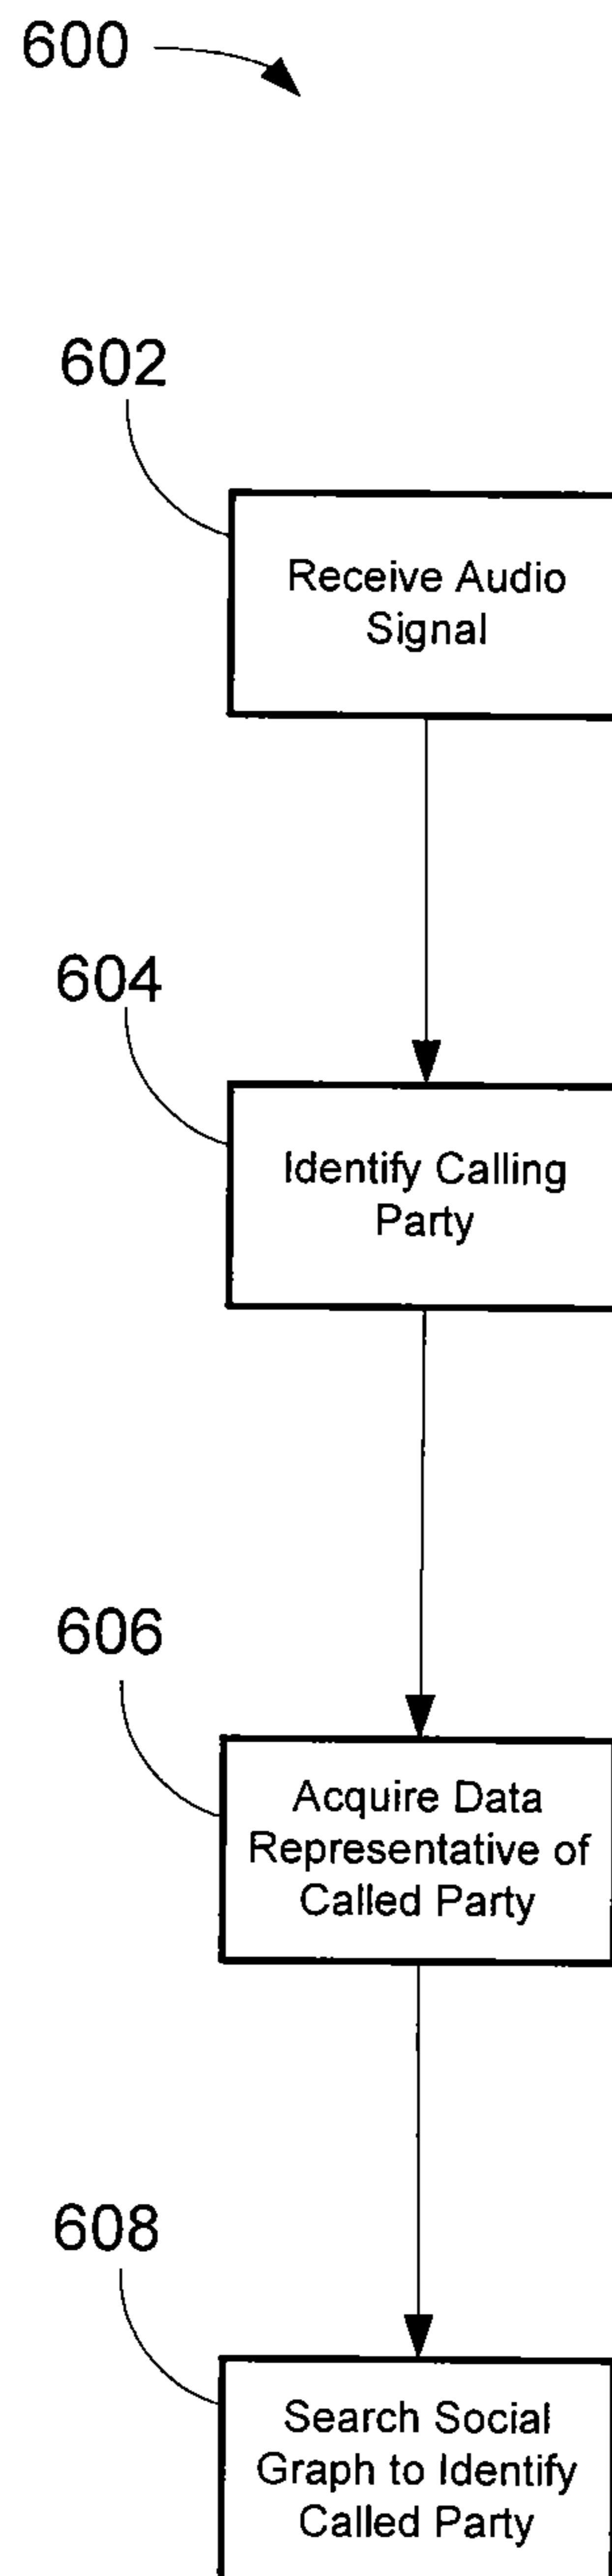 600
602
Receive Audio
Signal
604
Identify Calling
Party
606
Acquire Data
Representative of
Called Party
608
Search Social
Graph to Identify
Called Party